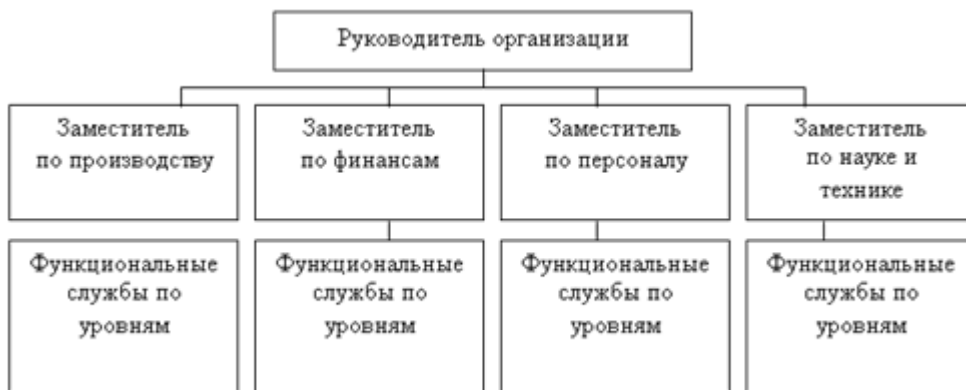 Руководитель организации
Заместитель
по производству
Заместитель
по финансам
Заместитель
по персоналу
Заместитель
по науке и
технике
Функциональные
службы по
уровням
Функциональные
службы по
уровням
Функциональные
службы по
уровням
Функциональные
службы по
уровням